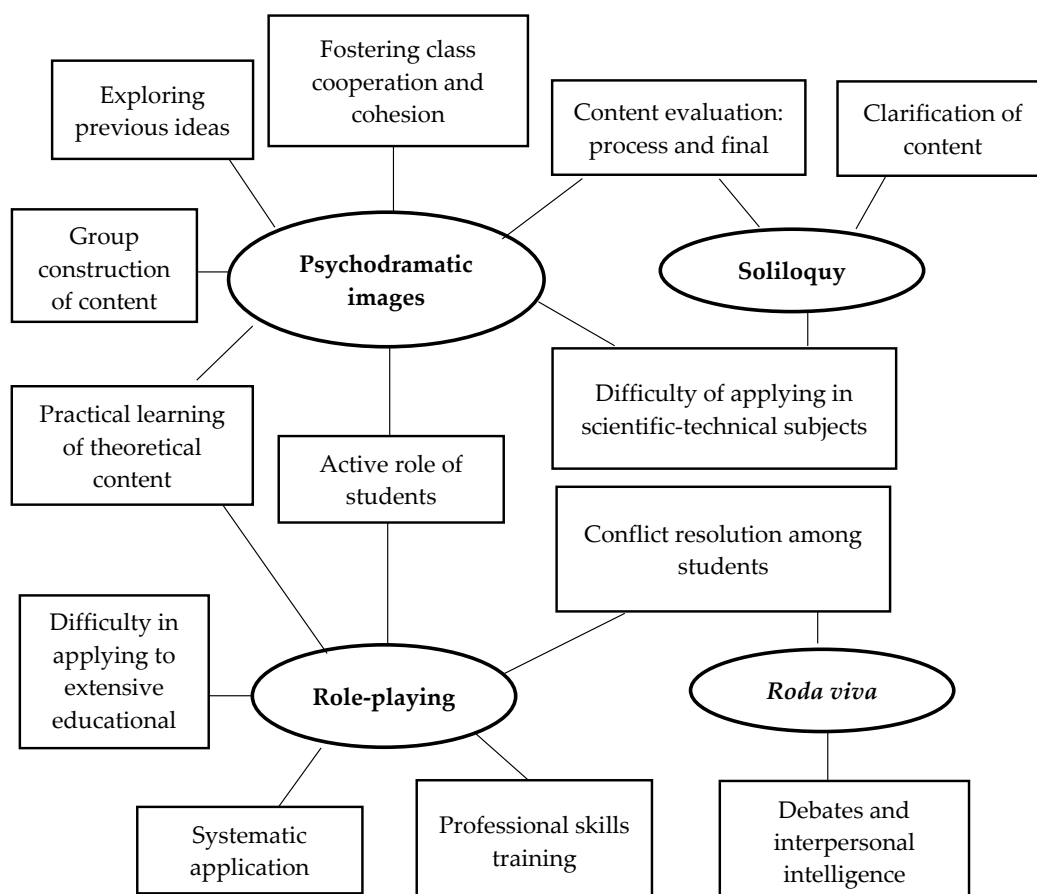 Fostering class
cooperation and
cohesion
Exploring
previous ideas
Content evaluation:
process and final
Clarification of
content
Group
construction
of content
Psychodramatic
images
Soliloquy
Practical learning
of theoretical
content
Active role of
students
Difficulty of applying in
scientific-technical subjects
Conflict resolution among
students
Difficulty in
applying to
extensive
educational
Role-playing
Roda viva
Systematic
application
Professional skills
training
Debates and
interpersonal
intelligence